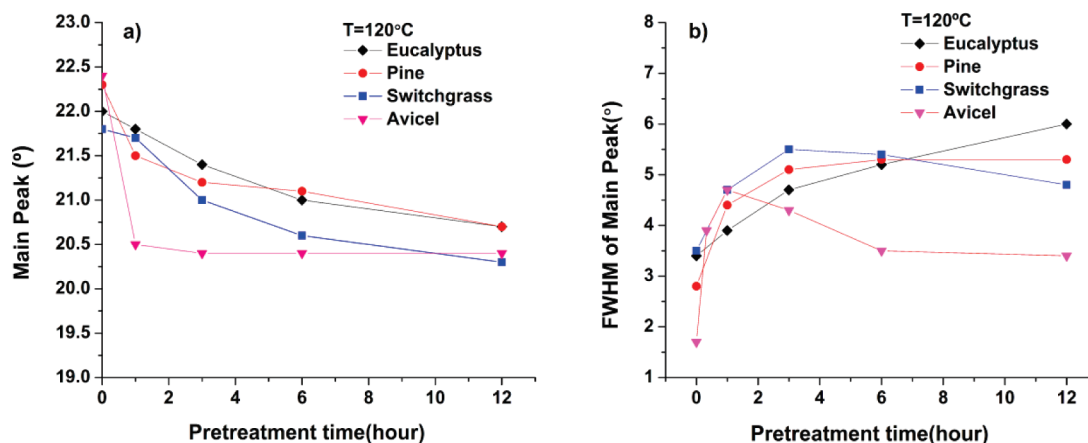 a)
T=120°C
Eucalyptus
Pine
Switchgrass
Avicel
Main Peak (º)
23.0
22.5
22.0
21.5
21.0
20.5
20.0
19.5
19.0
0 2 4 6 8 10 12
Pretreatment time(hour)
b)
T=120ºC
Eucalyptus
Pine
Switchgrass
Avicel
FWHM of Main Peak(°)
8
7
6
5
4
3
2
1
0 2 4 6 8 10 12
Pretreatment time(hour)